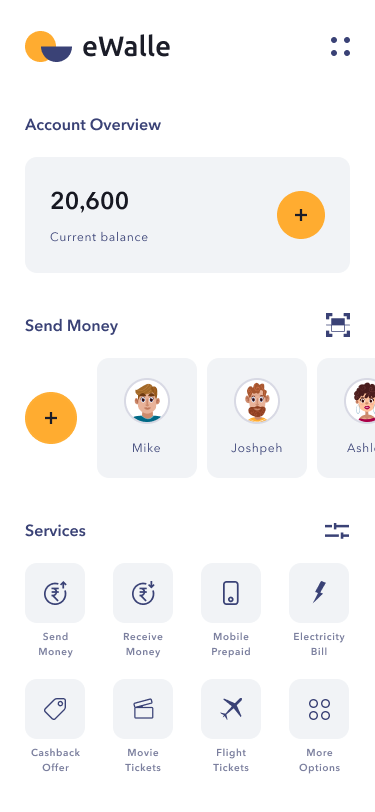 eWalle
Account Overview
20,600
Current balance
Send Money
Mike
Joshpeh
Ashl
Services
Send
Money
Receive
Money
Mobile
Prepaid
Electricity
Bill
Cashback
Offer
Movie
Tickets
Flight
Tickets
More
Options